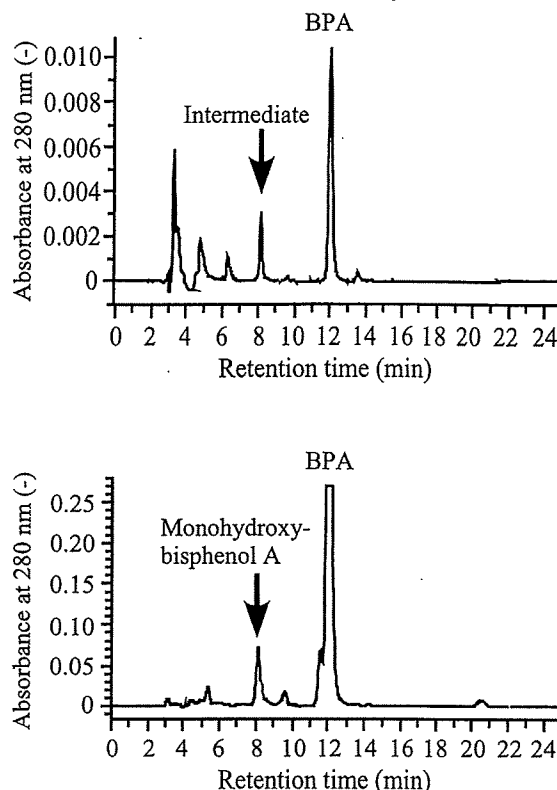 BPA
0.010
0.008
0.006
0.004
0.002
0
Absorbance at 280 nm (-)
Intermediate
0 2 4 6 8 10 12 14 16 18 20 22 24
Retention time (min)
BPA
0.25
0.20
0.15
0.10
0.05
0
Absorbance at 280 nm (-)
Monohydroxy-
bisphenol A
0 2 4 6 8 10 12 14 16 18 20 22 24
Retention time (min)